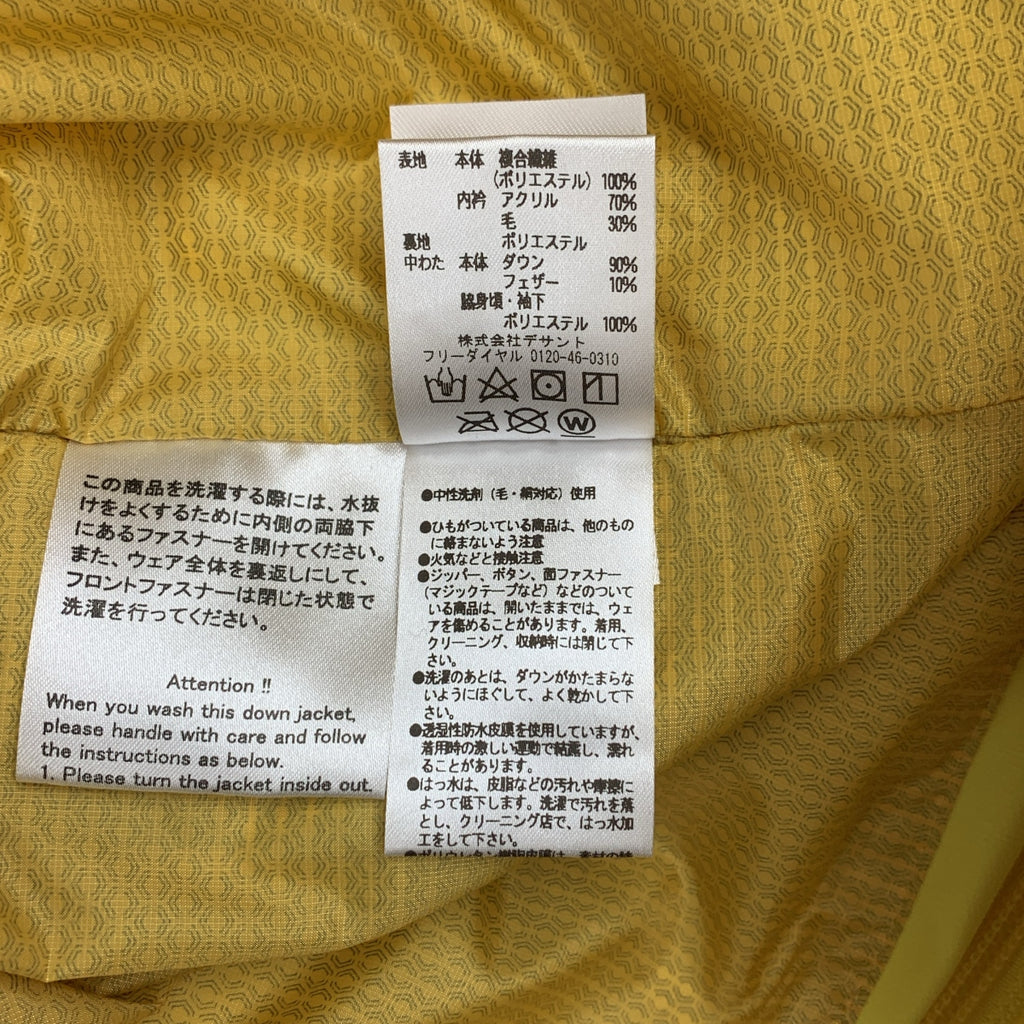 表地 本体 複合繊維
(ポリエステル) 100%
内衿 アクリル 70%
毛 30%
裏地 ポリエステル
中わた 本体 ダウン 90%
フェザー 10%
脇身頃・袖下
ポリエステル 100%
株式会社デサント
フリーダイヤル 0120-46-0310
W
この商品を洗濯する際には、水抜
けをよくするために内側の両脇下
にあるファスナーを開けてください。
また、ウェア全体を裏返しにして、
フロントファスナーは閉じた状態で
洗濯を行ってください。
Attention !!
When you wash this down jacket,
please handle with care and follow
the instructions as below.
1. Please turn the jacket inside out.
●中性洗剤(毛・絹対応)使用
●ひもがついている商品は、他のもの
に絡まないよう注意
●火気などと接触注意
●ジッパー、ボタン、面ファスナー
(マジックテープなど)などのついて
いる商品は、開いたままでは、ウェ
アを傷めることがあります。着用、
クリーニング、収納時には閉じて下
さい。
●洗濯のあとは、ダウンがかたまらな
いようにほぐして、よく乾かして下
さい。
●透湿性防水皮膜を使用していますが、
着用時の激しい運動で結露し、濡れ
ることがあります。
●はっ水は、皮脂などの汚れや摩擦に
よって低下します。洗濯で汚れを落
とし、クリーニング店で、はっ水加
工をして下さい。
●ポリウレタン樹脂皮膜は、素材の特